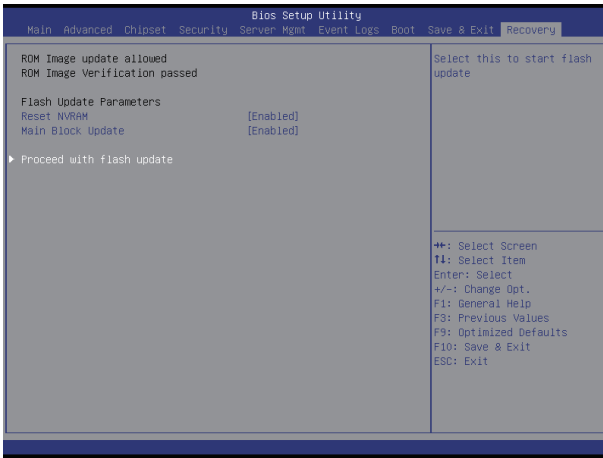 Bios Setup Utility
Main Advanced Chipset Security Server Mgmt Event Logs Boot Save & Exit Recovery
ROM Image update allowed
ROM Image Verification passed
Flash Update Parameters
Reset NVRAM [Enabled]
Main Block Update [Enabled]
Proceed with flash update
Select this to start flash
update
→←: Select Screen
↑↓: Select Item
Enter: Select
+/-: Change Opt.
F1: General Help
F3: Previous Values
F9: Optimized Defaults
F10: Save & Exit
ESC: Exit